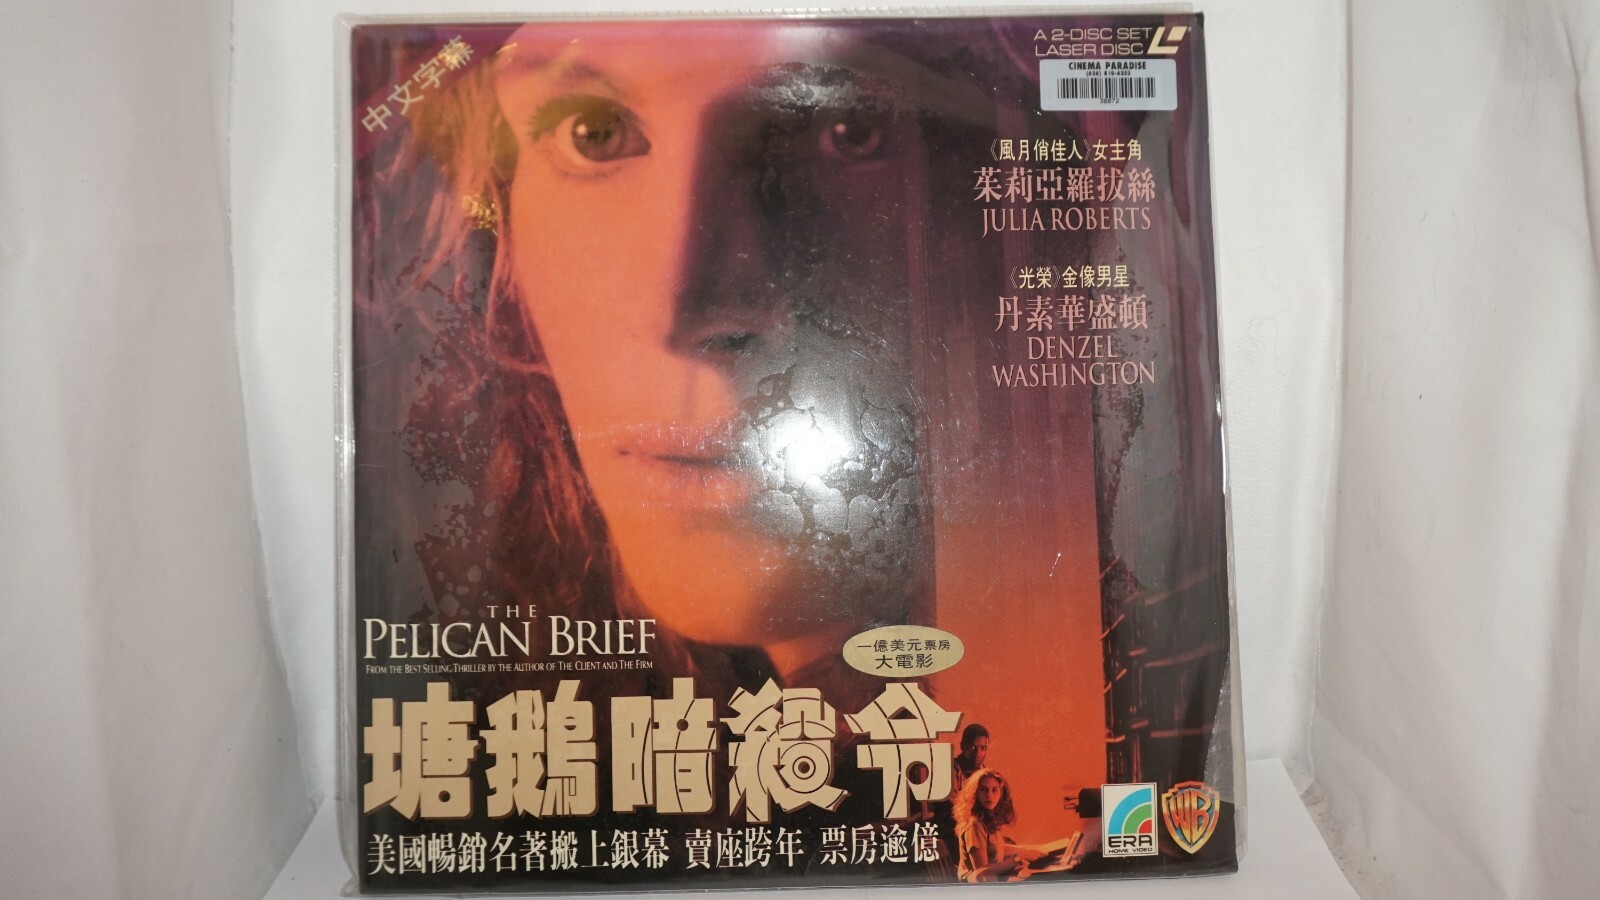 中文字幕
A 2-DISC SET
LASER DISC
CINEMA PARADISE
(626) 810-6382
30072
《風月俏佳人》女主角
茱莉亞羅拔絲
JULIA ROBERTS
《光榮》金像男星
丹素華盛頓
DENZEL
WASHINGTON
THE
PELICAN BRIEF
FROM THE BEST SELLING THRILLER BY THE AUTHOR OF THE CLIENT AND THE FIRM
一億美元票房
大電影
塘鵝暗殺令
美國暢銷名著搬上銀幕 賣座跨年 票房逾億
ERA
HOME VIDEO
WB